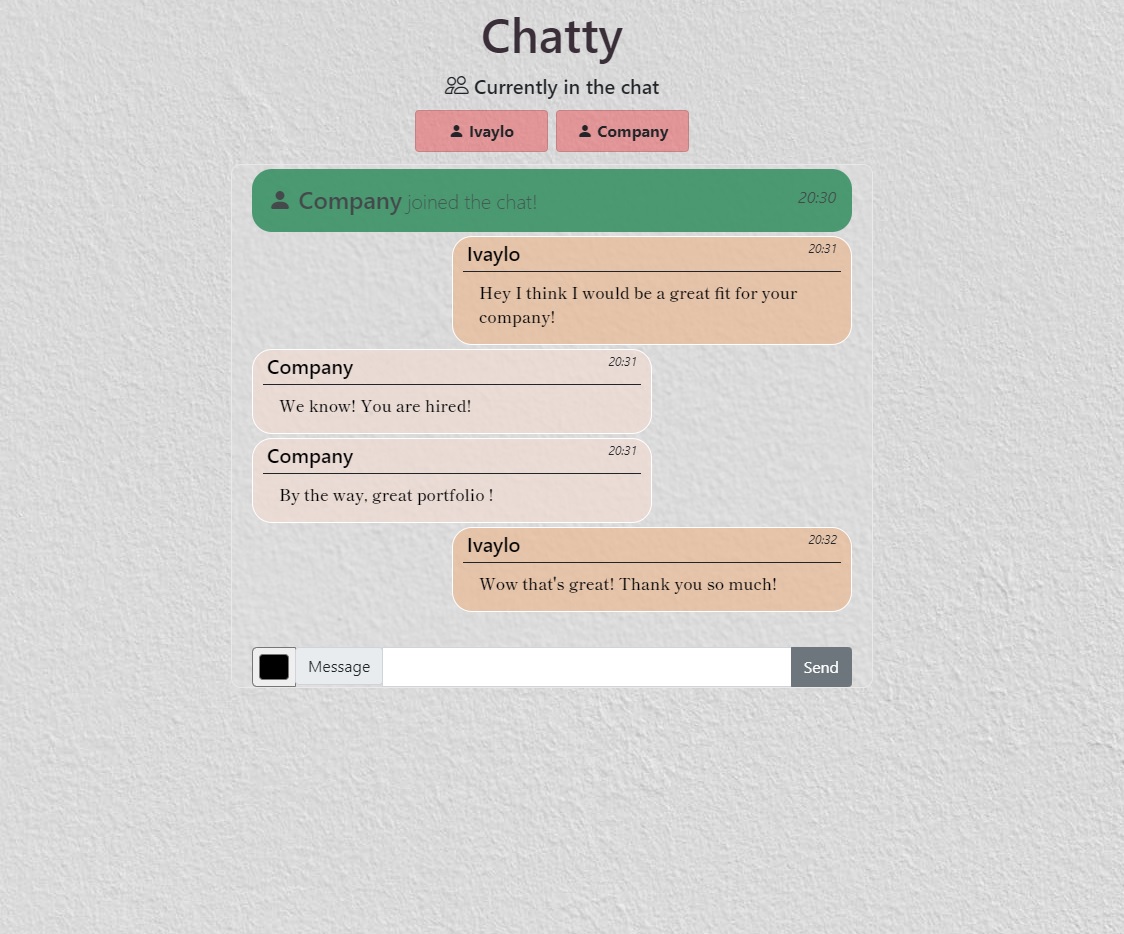 Chatty
Currently in the chat
Ivaylo Company
Company joined the chat! 20:30
Ivaylo 20:31
Hey I think I would be a great fit for your
company!
Company 20:31
We know! You are hired!
Company 20:31
By the way, great portfolio !
Ivaylo 20:32
Wow that's great! Thank you so much!
Message Send